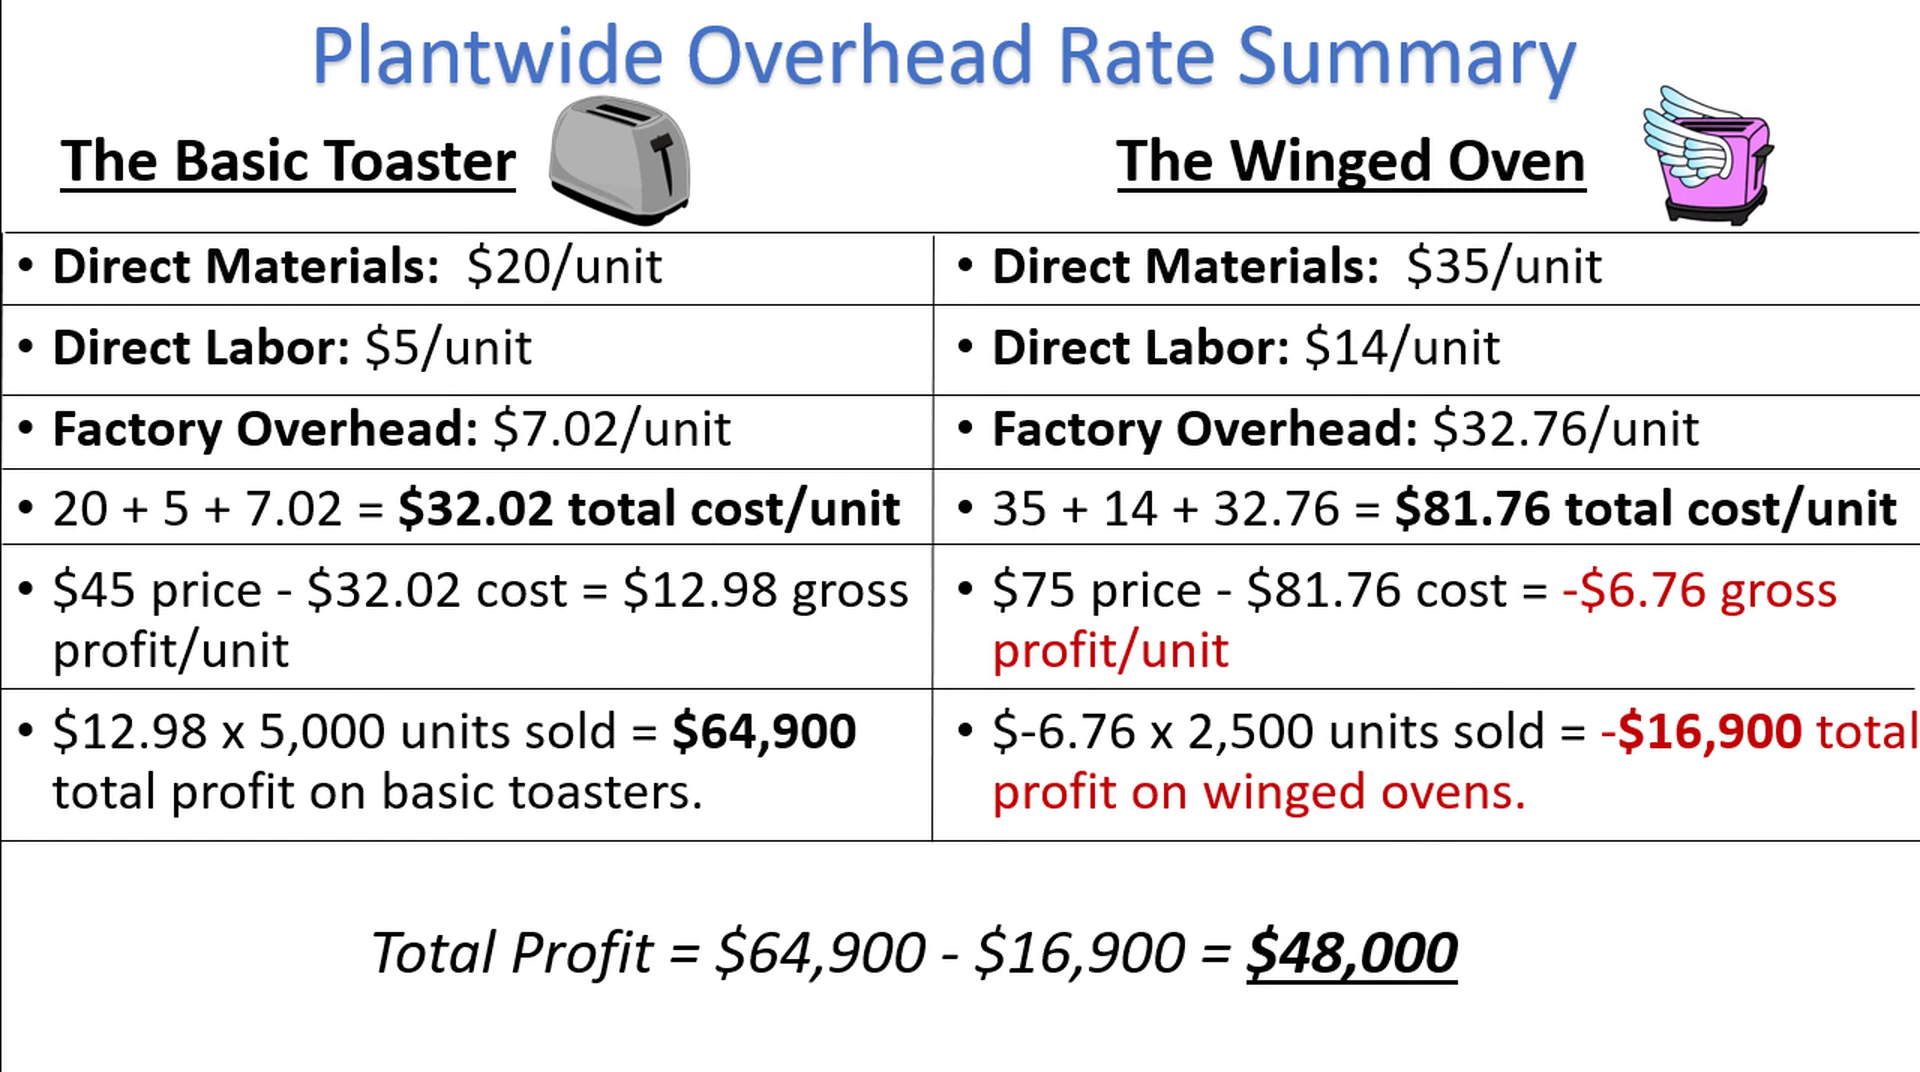 Plantwide Overhead Rate Summary
The Basic Toaster
The Winged Oven
• Direct Materials:  $20/unit
• Direct Materials:  $35/unit
• Direct Labor: $5/unit
• Direct Labor: $14/unit
• Factory Overhead: $7.02/unit
• Factory Overhead: $32.76/unit
• 20 + 5 + 7.02 = $32.02 total cost/unit
• 35 + 14 + 32.76 = $81.76 total cost/unit
• $45 price - $32.02 cost = $12.98 gross
profit/unit
• $75 price - $81.76 cost = -$6.76 gross
profit/unit
• $12.98 x 5,000 units sold = $64,900
total profit on basic toasters.
• $-6.76 x 2,500 units sold = -$16,900 total
profit on winged ovens.
Total Profit = $64,900 - $16,900 = $48,000